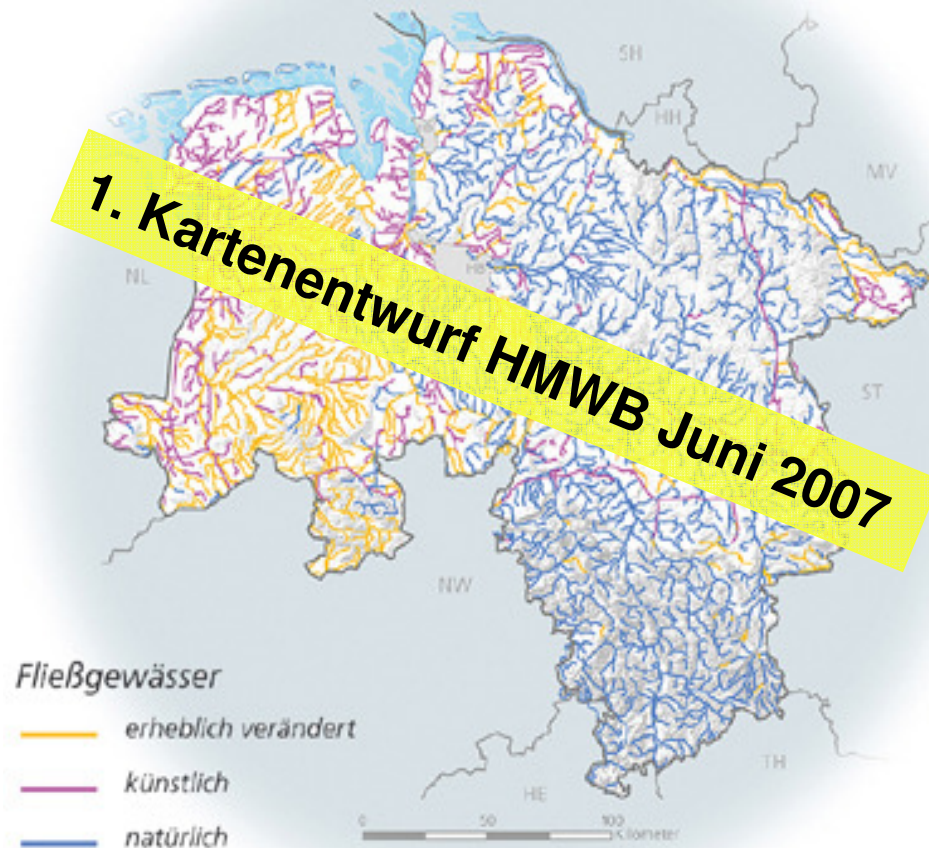 SH
HH
MV
1. Kartenentwurf HMWB Juni 2007
NL
HB
ST
NW
Fließgewässer
erheblich verändert
künstlich
natürlich
TH
HE
0 50 100
Kilometer